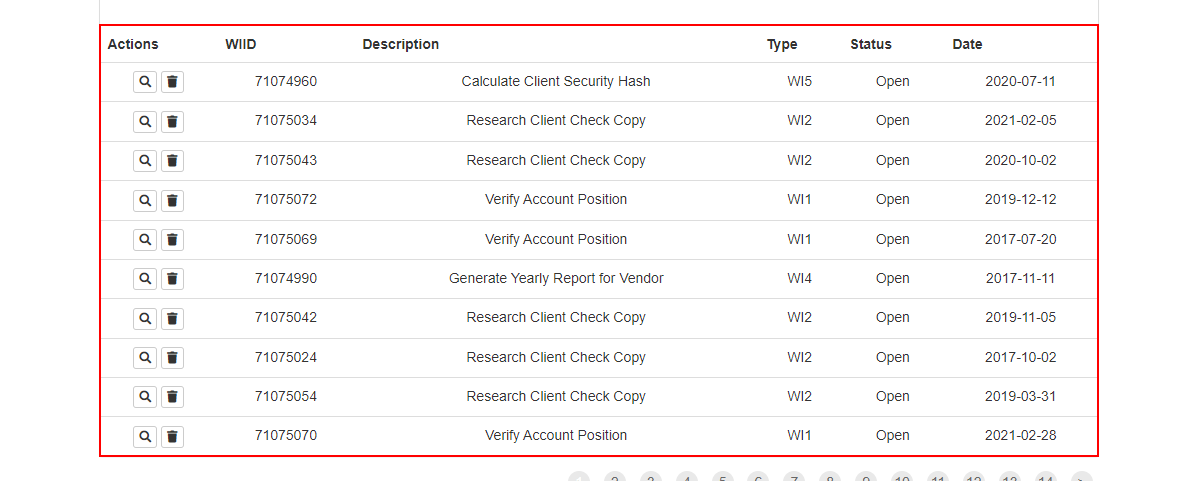 Actions WIID Description Type Status Date
71074960 Calculate Client Security Hash WI5 Open 2020-07-11
71075034 Research Client Check Copy WI2 Open 2021-02-05
71075043 Research Client Check Copy WI2 Open 2020-10-02
71075072 Verify Account Position WI1 Open 2019-12-12
71075069 Verify Account Position WI1 Open 2017-07-20
71074990 Generate Yearly Report for Vendor WI4 Open 2017-11-11
71075042 Research Client Check Copy WI2 Open 2019-11-05
71075024 Research Client Check Copy WI2 Open 2017-10-02
71075054 Research Client Check Copy WI2 Open 2019-03-31
71075070 Verify Account Position WI1 Open 2021-02-28
1 2 3 4 5 6 7 8 9 10 11 12 13 14 >